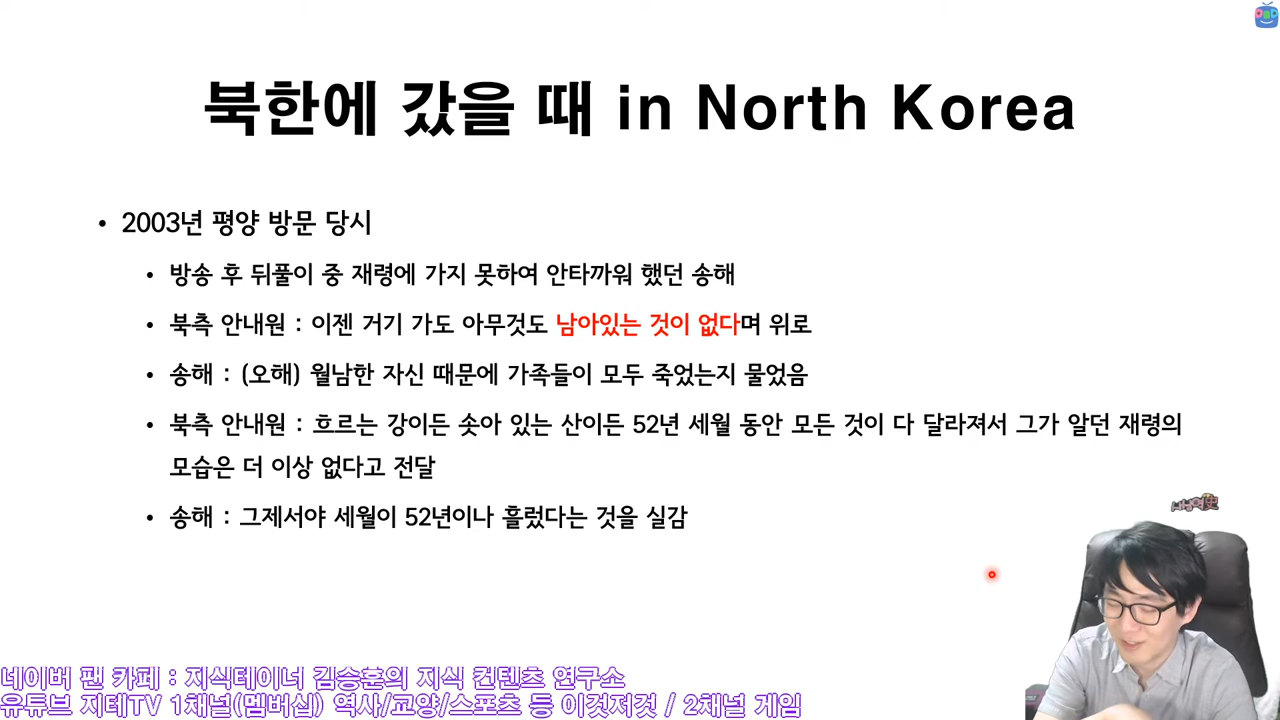 북한에 갔을 때 in North Korea
• 2003년 평양 방문 당시
• 방송 후 뒤풀이 중 재령에 가지 못하여 안타까워 했던 송해
• 북측 안내원 : 이젠 거기 가도 아무것도 남아있는 것이 없다며 위로
• 송해 : (오해) 월남한 자신 때문에 가족들이 모두 죽었는지 물었음
• 북측 안내원 : 흐르는 강이든 솟아 있는 산이든 52년 세월 동안 모든 것이 다 달라져서 그가 알던 재령의
모습은 더 이상 없다고 전달
• 송해 : 그제서야 세월이 52년이나 흘렀다는 것을 실감
네이버 팬 카페 : 지식테이너 김승훈의 지식 컨텐츠 연구소
유튜브 지테TV 1채널(멤버십) 역사/교양/스포츠 등 이것저것 / 2채널 게임